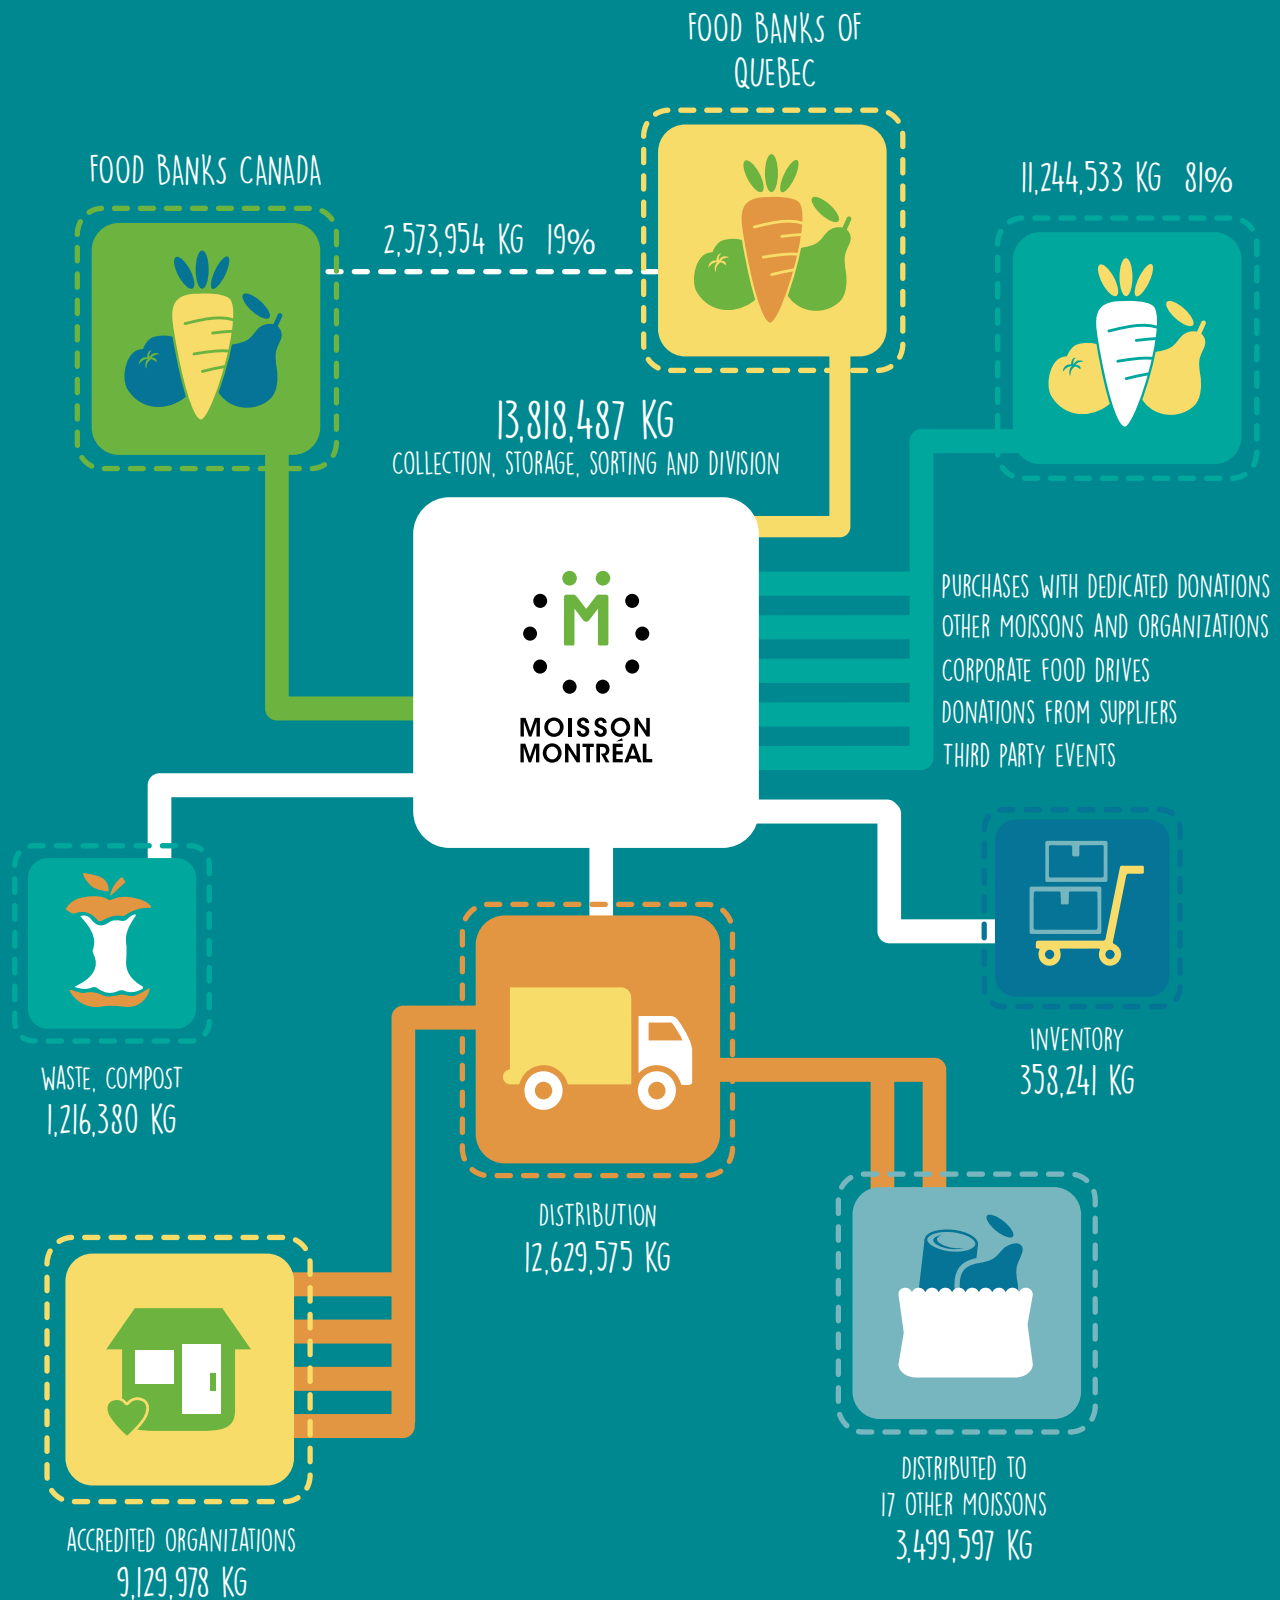 FOOD BANKS OF
QUEBEC
FOOD BANKS CANADA
11,244,533 KG 81%
2,573,954 KG 19%
13,818,487 KG
COLLECTION, STORAGE, SORTING AND DIVISION
M
MOISSON
MONTRÉAL
PURCHASES WITH DEDICATED DONATIONS
OTHER MOISSONS AND ORGANIZATIONS
CORPORATE FOOD DRIVES
DONATIONS FROM SUPPLIERS
THIRD PARTY EVENTS
INVENTORY
358,241 KG
WASTE, COMPOST
1,216,380 KG
DISTRIBUTION
12,629,575 KG
DISTRIBUTED TO
17 OTHER MOISSONS
3,499,597 KG
ACCREDITED ORGANIZATIONS
9,129,978 KG